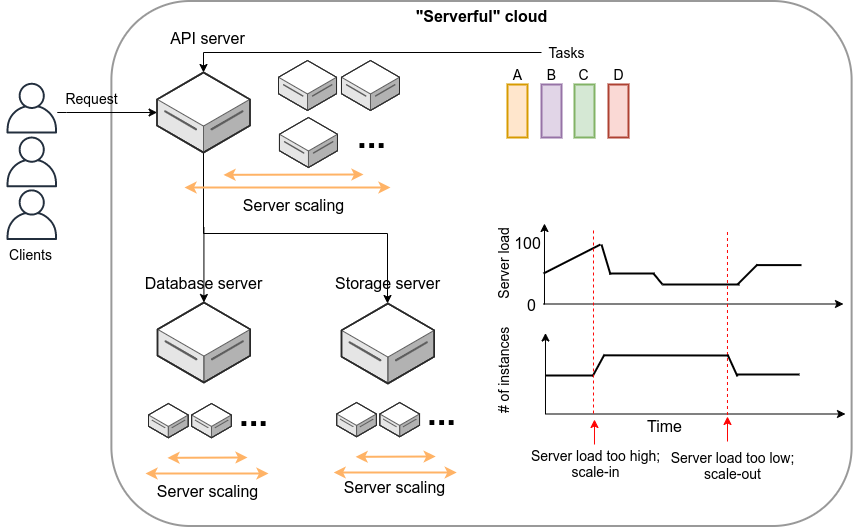 "Serverful" cloud
API server
Tasks
A B C D
Request
...
Server scaling
Clients
Database server
Storage server
...
...
Server scaling
Server scaling
Server load
100
0
# of instances
Time
Server load too high;
scale-in
Server load too low;
scale-out